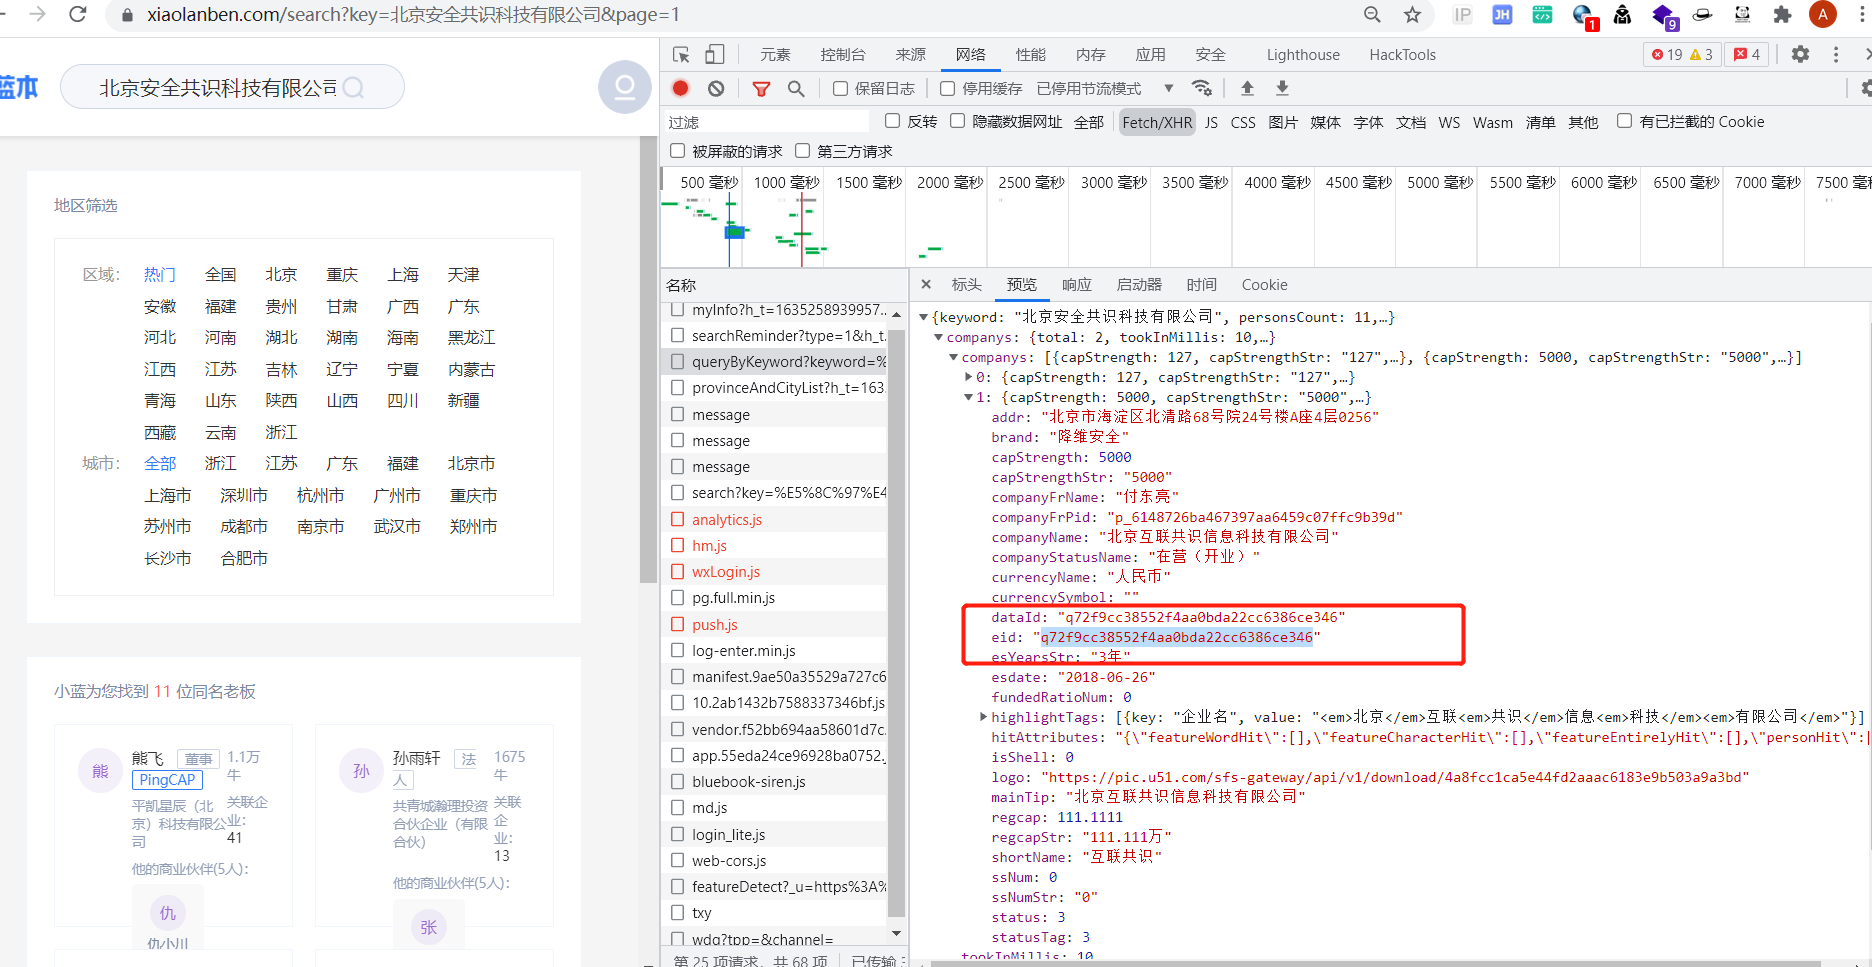 xiaolanben.com/search?key=北京安全共识科技有限公司&page=1
IP
JH
1
9
A
蓝本
北京安全共识科技有限公司
地区筛选
区域： 热门 全国 北京 重庆 上海 天津
安徽 福建 贵州 甘肃 广西 广东
河北 河南 湖北 湖南 海南 黑龙江
江西 江苏 吉林 辽宁 宁夏 内蒙古
青海 山东 陕西 山西 四川 新疆
西藏 云南 浙江
城市： 全部 浙江 江苏 广东 福建 北京市
上海市 深圳市 杭州市 广州市 重庆市
苏州市 成都市 南京市 武汉市 郑州市
长沙市 合肥市
小蓝为您找到 11 位同名老板
熊
熊飞 董事 1.1万牛
PingCAP
平凯星辰（北京）科技有限公司
关联企业：
41
他的商业伙伴(5人)：
仇
仇小川
孙
孙雨轩 法人
1675牛
共青城瀚理投资合伙企业（有限合伙）
关联企业：
13
他的商业伙伴(5人)：
张
元素 控制台 来源 网络 性能 内存 应用 安全 Lighthouse HackTools
19 3 4
保留日志 停用缓存 已停用节流模式
过滤 反转 隐藏数据网址 全部 Fetch/XHR JS CSS 图片 媒体 字体 文档 WS Wasm 清单 其他 有已拦截的 Cookie
被屏蔽的请求 第三方请求
500 毫秒 1000 毫秒 1500 毫秒 2000 毫秒 2500 毫秒 3000 毫秒 3500 毫秒 4000 毫秒 4500 毫秒 5000 毫秒 5500 毫秒 6000 毫秒 6500 毫秒 7000 毫秒 7500 毫
名称
myInfo?h_t=1635258939957..
searchReminder?type=1&h_t.
queryByKeyword?keyword=%
provinceAndCityList?h_t=163.
message
message
message
search?key=%E5%8C%97%E4
analytics.js
hm.js
wxLogin.js
pg.full.min.js
push.js
log-enter.min.js
manifest.9ae50a35529a727c6
10.2ab1432b7588337346bf.js
vendor.f52bb694aa58601d7c.
app.55eda24ce96928ba0752.j
bluebook-siren.js
md.js
login_lite.js
web-cors.js
featureDetect?_u=https%3A%
txy
wdg?tpp=&channel=
第 25 项请求，共 68 项 已传输
标头 预览 响应 启动器 时间 Cookie
{keyword: "北京安全共识科技有限公司", personsCount: 11,…}
companys: {total: 2, tookInMillis: 10,…}
companys: [{capStrength: 127, capStrengthStr: "127",…}, {capStrength: 5000, capStrengthStr: "5000",…}]
0: {capStrength: 127, capStrengthStr: "127",…}
1: {capStrength: 5000, capStrengthStr: "5000",…}
addr: "北京市海淀区北清路68号院24号楼A座4层0256"
brand: "降维安全"
capStrength: 5000
capStrengthStr: "5000"
companyFrName: "付东亮"
companyFrPid: "p_6148726ba467397aa6459c07ffc9b39d"
companyName: "北京互联共识信息科技有限公司"
companyStatusName: "在营（开业）"
currencyName: "人民币"
currencySymbol: ""
dataId: "q72f9cc38552f4aa0bda22cc6386ce346"
eid: "q72f9cc38552f4aa0bda22cc6386ce346"
esYearsStr: "3年"
esdate: "2018-06-26"
fundedRatioNum: 0
highlightTags: [{key: "企业名", value: "<em>北京</em>互联<em>共识</em>信息<em>科技</em><em>有限公司</em>"}]
hitAttributes: "{\"featureWordHit\":[],\"featureCharacterHit\":[],\"featureEntirelyHit\":[],\"personHit\":[
isShell: 0
logo: "https://pic.u51.com/sfs-gateway/api/v1/download/4a8fcc1ca5e44fd2aaac6183e9b503a9a3bd"
mainTip: "北京互联共识信息科技有限公司"
regcap: 111.1111
regcapStr: "111.111万"
shortName: "互联共识"
ssNum: 0
ssNumStr: "0"
status: 3
statusTag: 3
tookInMillis: 10